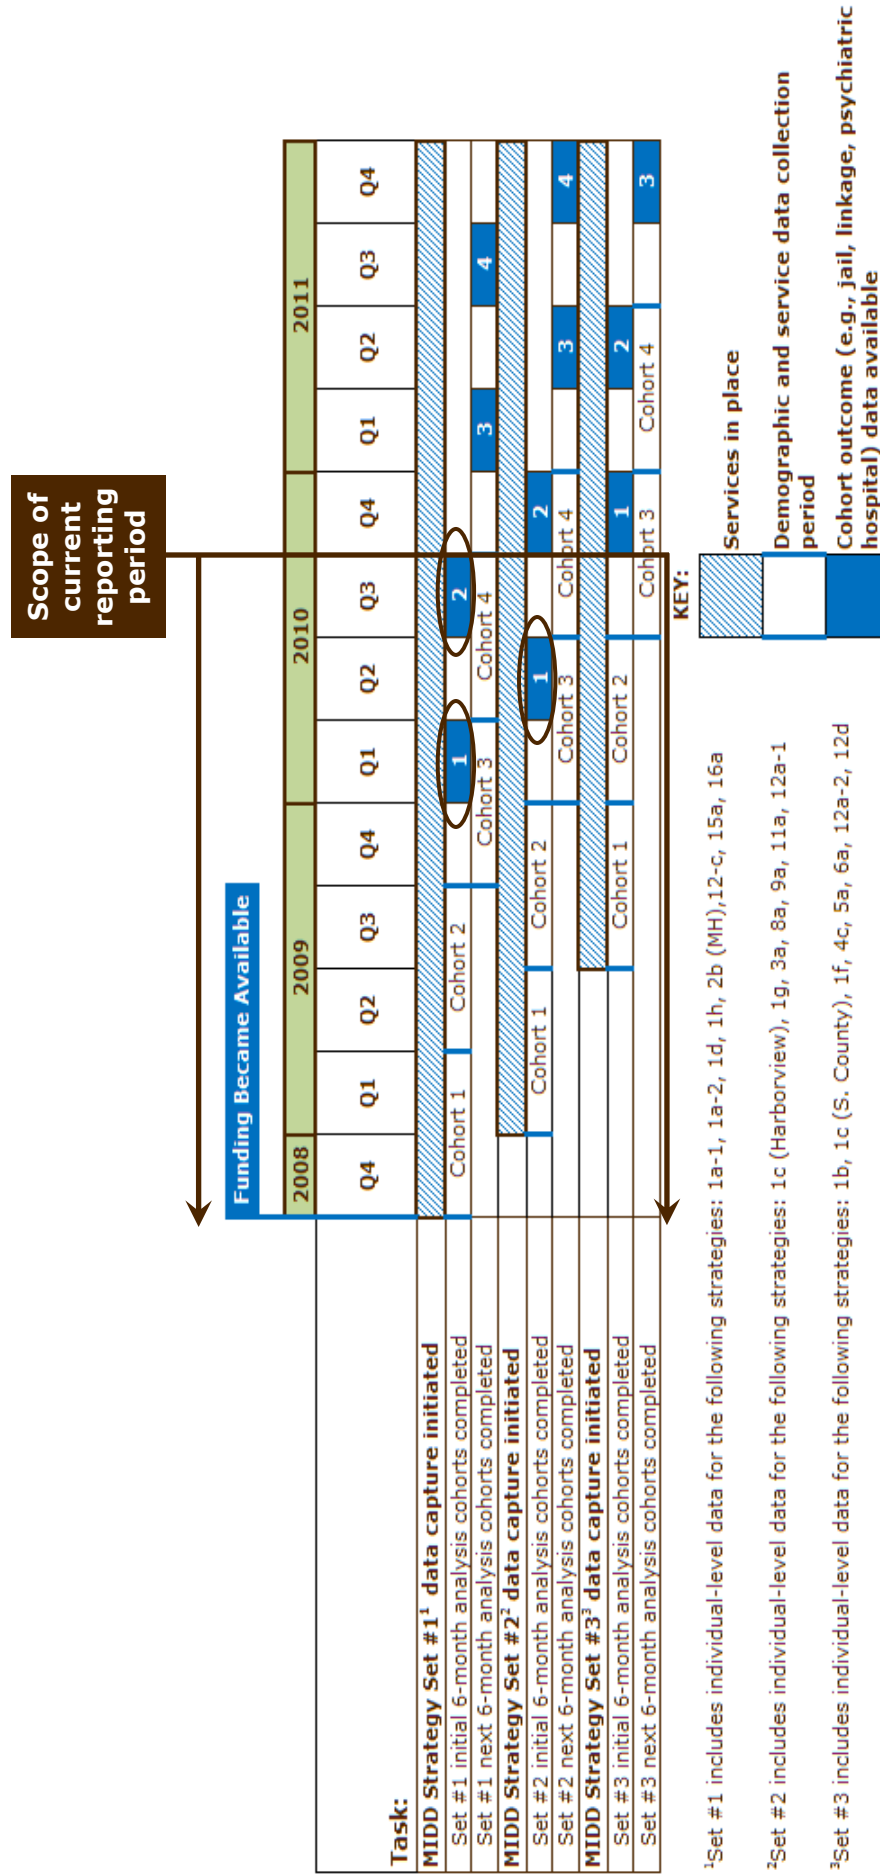 Scope of
current
reporting
period
Funding Became Available
2008 2009 2010 2011
Task: Q4 Q1 Q2 Q3 Q4 Q1 Q2 Q3 Q4 Q1 Q2 Q3 Q4
MIDD Strategy Set #1¹ data capture initiated
Set #1 initial 6-month analysis cohorts completed Cohort 1 Cohort 2 1 2
Set #1 next 6-month analysis cohorts completed Cohort 3 Cohort 4 3 4
MIDD Strategy Set #2² data capture initiated
Set #2 initial 6-month analysis cohorts completed Cohort 1 Cohort 2 1 2
Set #2 next 6-month analysis cohorts completed Cohort 3 Cohort 4 3 4
MIDD Strategy Set #3³ data capture initiated
Set #3 initial 6-month analysis cohorts completed Cohort 1 Cohort 2 1 2
Set #3 next 6-month analysis cohorts completed Cohort 3 Cohort 4 3
KEY:
Services in place
Demographic and service data collection
period
Cohort outcome (e.g., jail, linkage, psychiatric
hospital) data available
¹Set #1 includes individual-level data for the following strategies: 1a-1, 1a-2, 1d, 1h, 2b (MH),12-c, 15a, 16a
²Set #2 includes individual-level data for the following strategies: 1c (Harborview), 1g, 3a, 8a, 9a, 11a, 12a-1
³Set #3 includes individual-level data for the following strategies: 1b, 1c (S. County), 1f, 4c, 5a, 6a, 12a-2, 12d